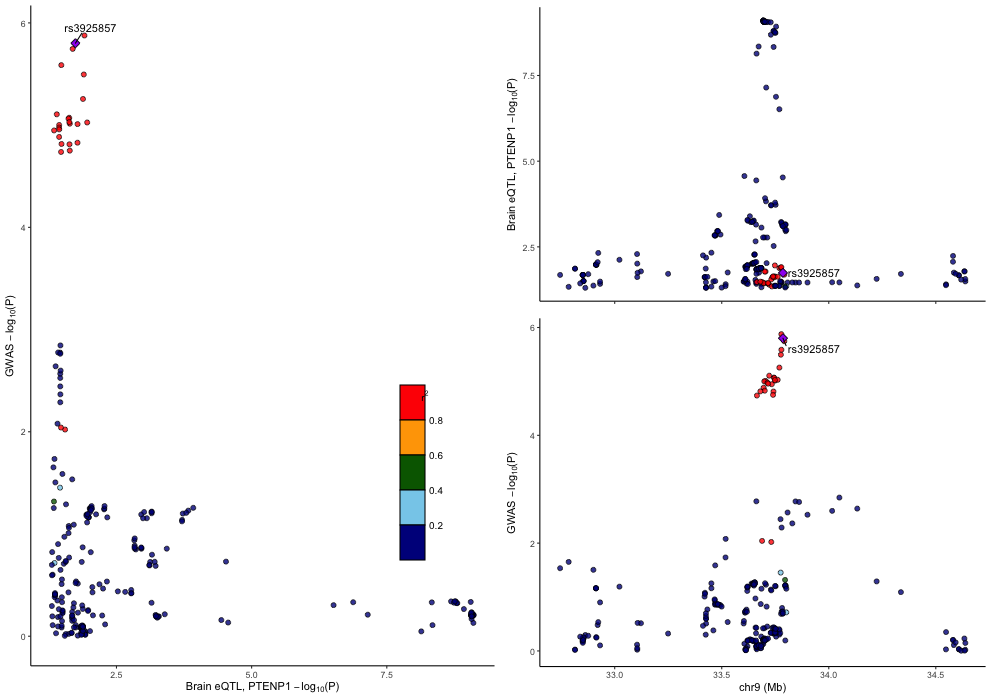 6
4
2
0
GWAS −log10(P)
rs3925857
r2
0.8
0.6
0.4
0.2
2.5
5.0
7.5
Brain eQTL, PTENP1 −log10(P)
7.5
5.0
2.5
Brain eQTL, PTENP1 −log10(P)
rs3925857
6
4
2
0
GWAS −log10(P)
rs3925857
33.0
33.5
34.0
34.5
chr9 (Mb)